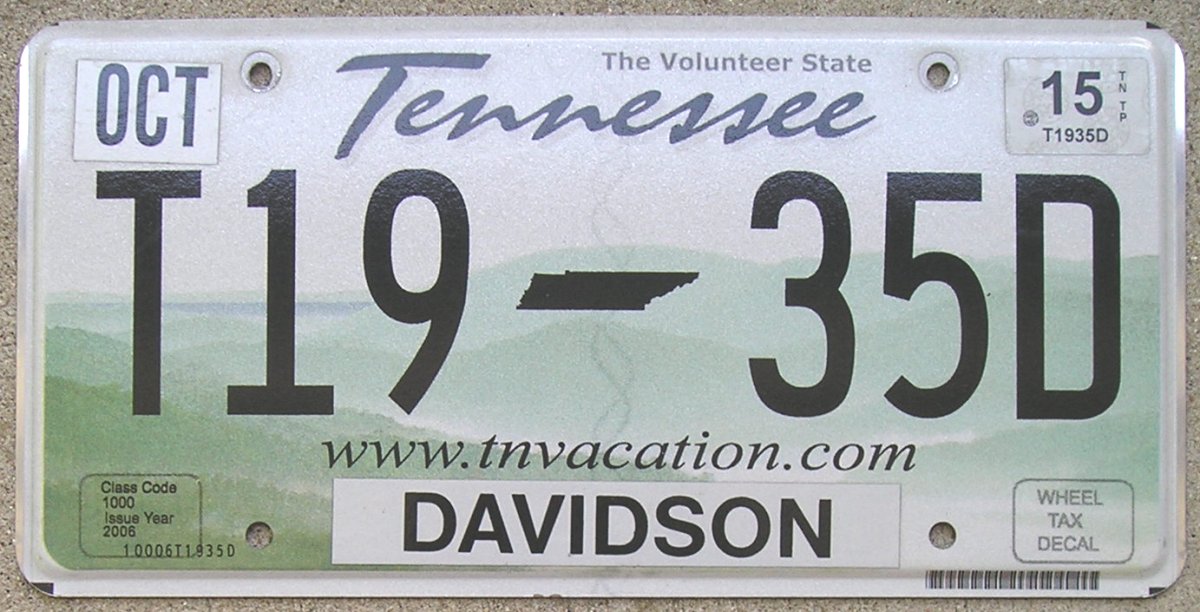 The Volunteer State
OCT
Tennessee
15
TN TP
T1935D
T19 35D
www.tnvacation.com
Class Code
1000
Issue Year
2006
10006T1935D
DAVIDSON
WHEEL
TAX
DECAL